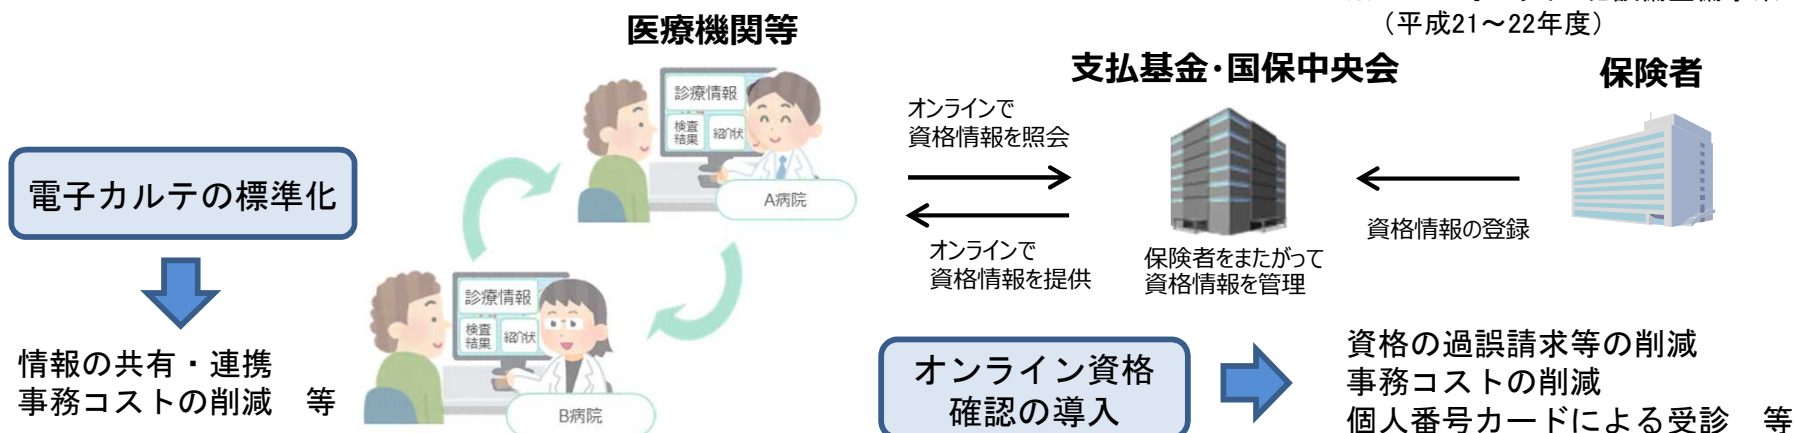 （平成21～22年度）
医療機関等
支払基金・国保中央会
保険者
診療情報
検査
結果
紹介状
A病院
オンラインで
資格情報を照会
オンラインで
資格情報を提供
保険者をまたがって
資格情報を管理
資格情報の登録
電子カルテの標準化
情報の共有・連携
事務コストの削減　等
診療情報
検査
結果
紹介状
B病院
オンライン資格
確認の導入
資格の過誤請求等の削減
事務コストの削減
個人番号カードによる受診　等